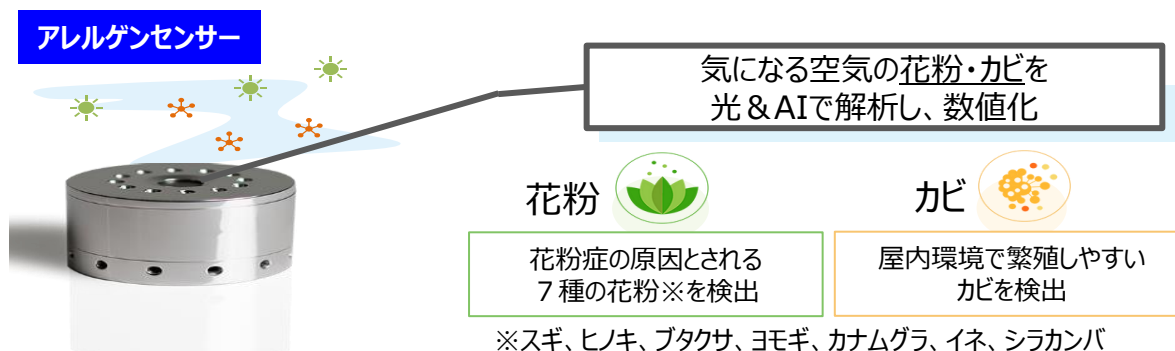 アレルゲンセンサー
気になる空気の花粉・カビを
光＆AIで解析し、数値化
花粉
カビ
花粉症の原因とされる
７種の花粉※を検出
屋内環境で繁殖しやすい
カビを検出
※スギ、ヒノキ、ブタクサ、ヨモギ、カナムグラ、イネ、シラカンバ